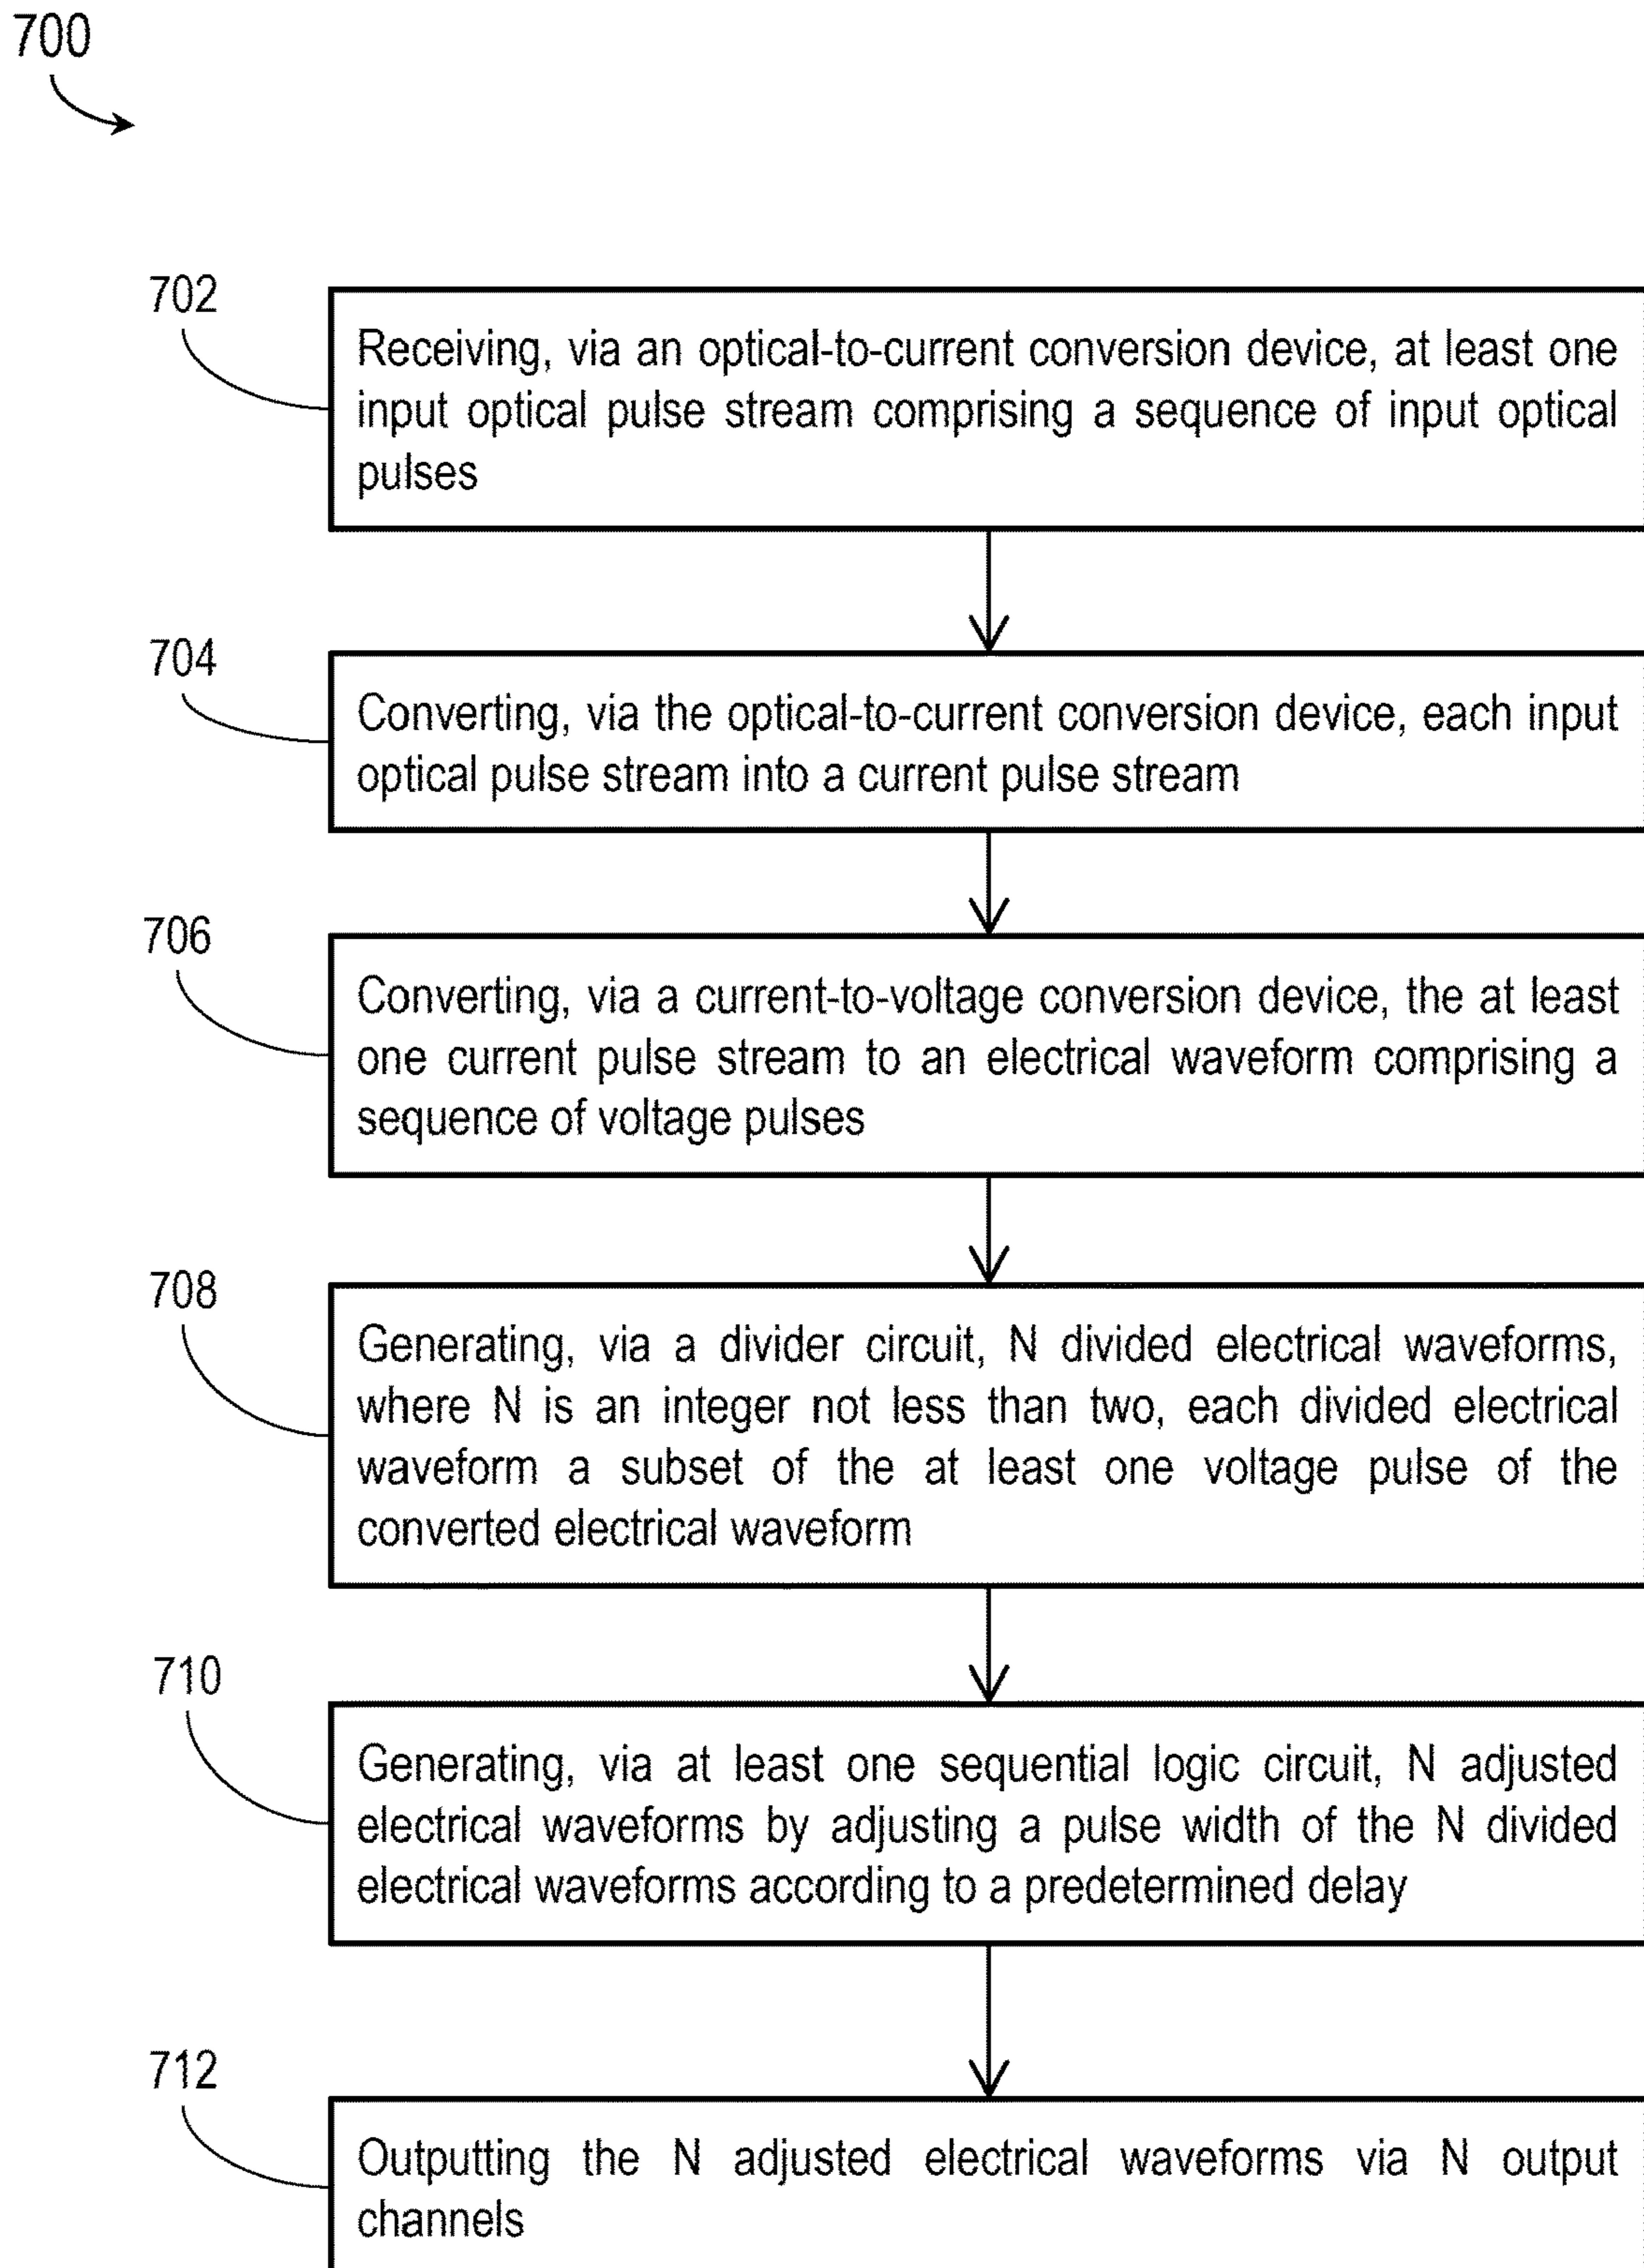 700
702
Receiving, via an optical-to-current conversion device, at least one
input optical pulse stream comprising a sequence of input optical
pulses
704
Converting, via the optical-to-current conversion device, each input
optical pulse stream into a current pulse stream
706
Converting, via a current-to-voltage conversion device, the at least
one current pulse stream to an electrical waveform comprising a
sequence of voltage pulses
708
Generating, via a divider circuit, N divided electrical waveforms,
where N is an integer not less than two, each divided electrical
waveform a subset of the at least one voltage pulse of the
converted electrical waveform
710
Generating, via at least one sequential logic circuit, N adjusted
electrical waveforms by adjusting a pulse width of the N divided
electrical waveforms according to a predetermined delay
712
Outputting the N adjusted electrical waveforms via N output
channels